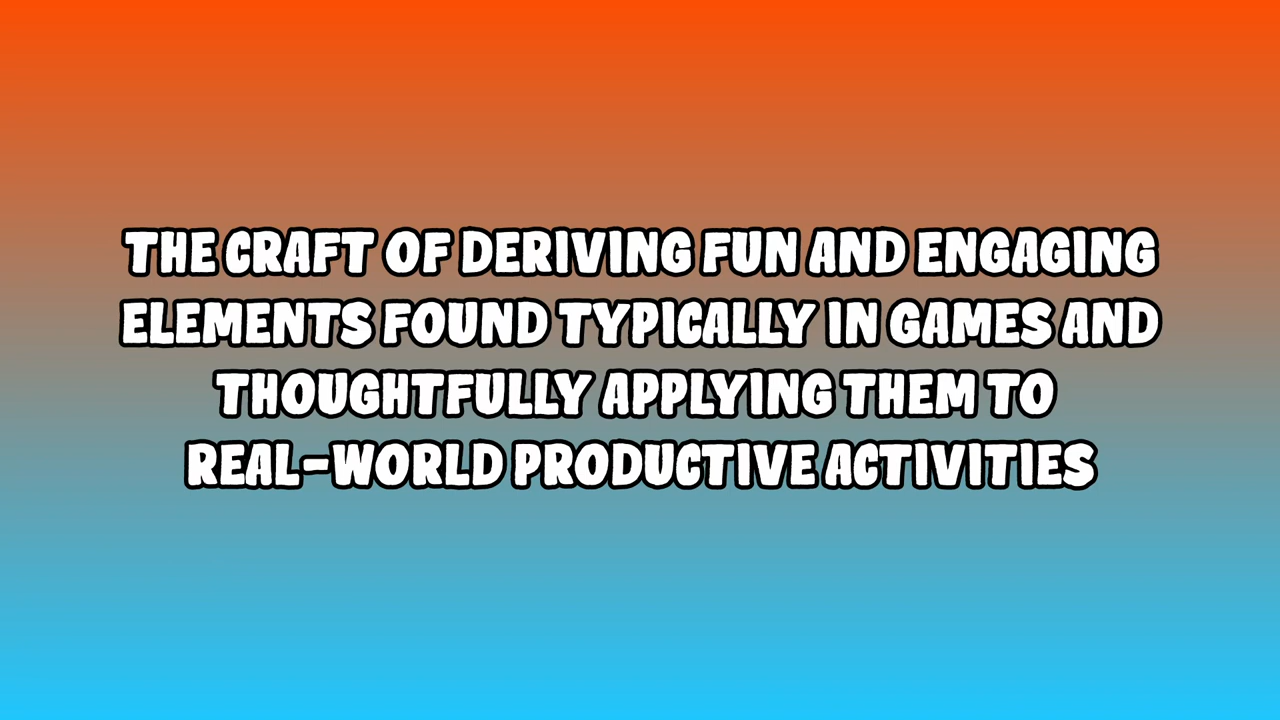 THE CRAFT OF DERIVING FUN AND ENGAGING
ELEMENTS FOUND TYPICALLY IN GAMES AND
THOUGHTFULLY APPLYING THEM TO
REAL-WORLD PRODUCTIVE ACTIVITIES